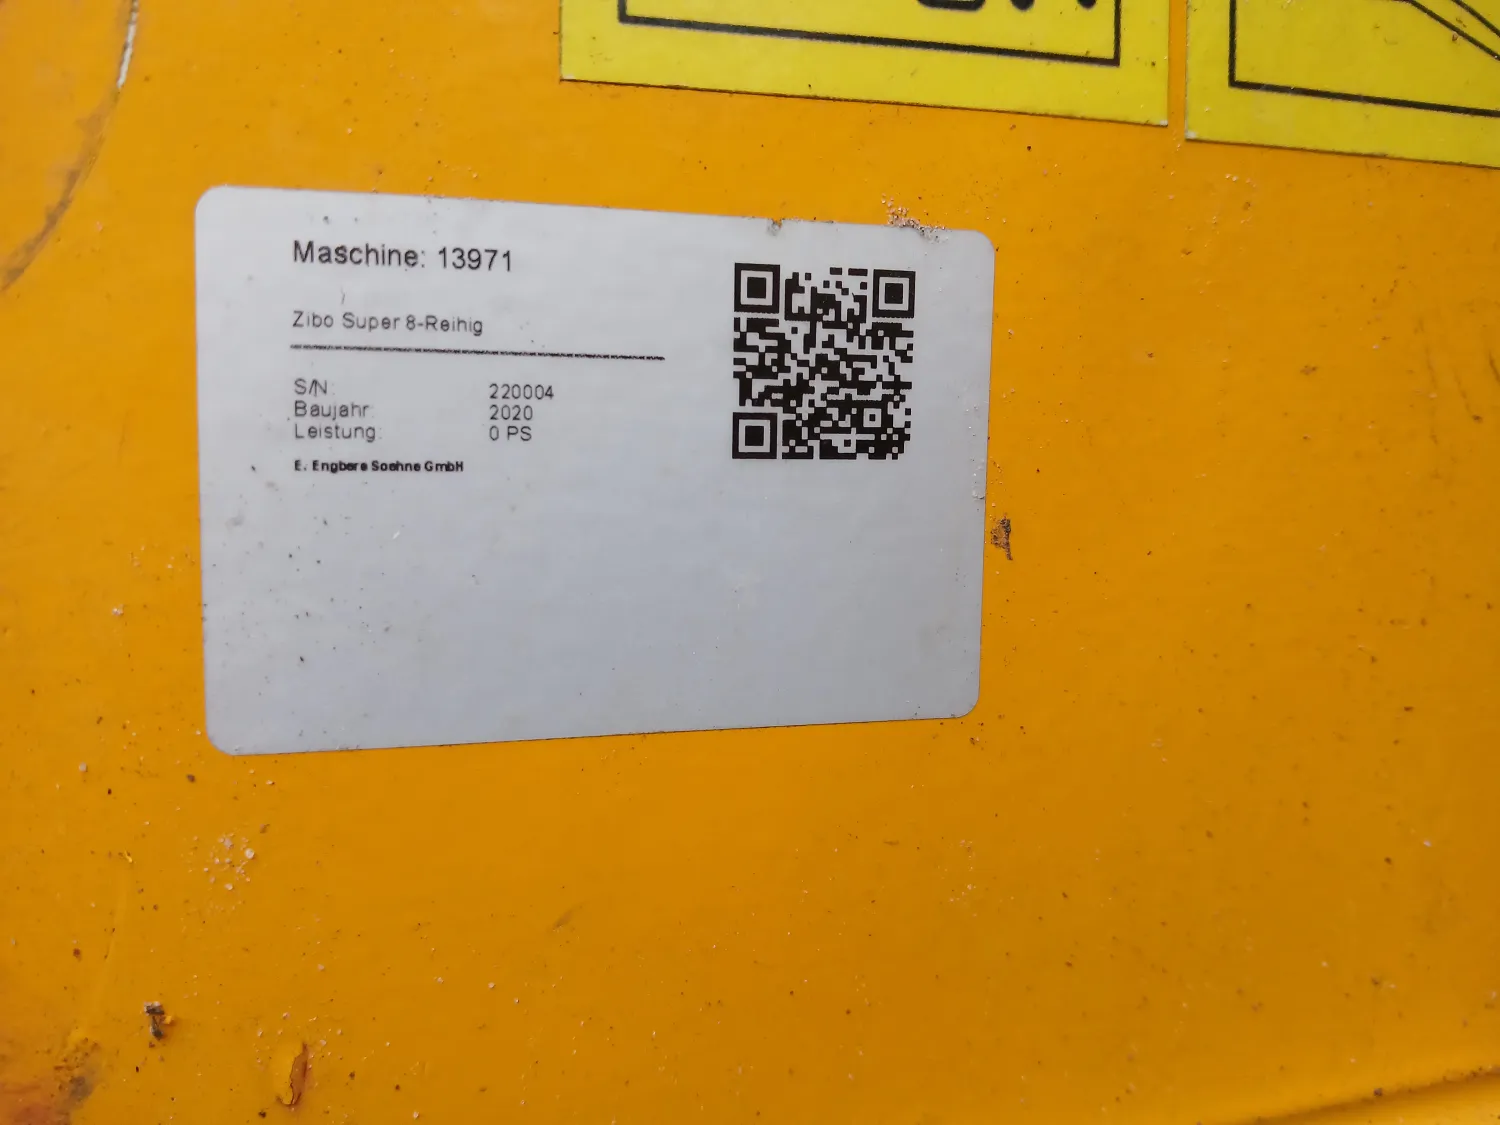 Maschine: 13971
Zibo Super 8-Reihig
S/N: 220004
Baujahr: 2020
Leistung: 0 PS
E. Engbers Soehne GmbH